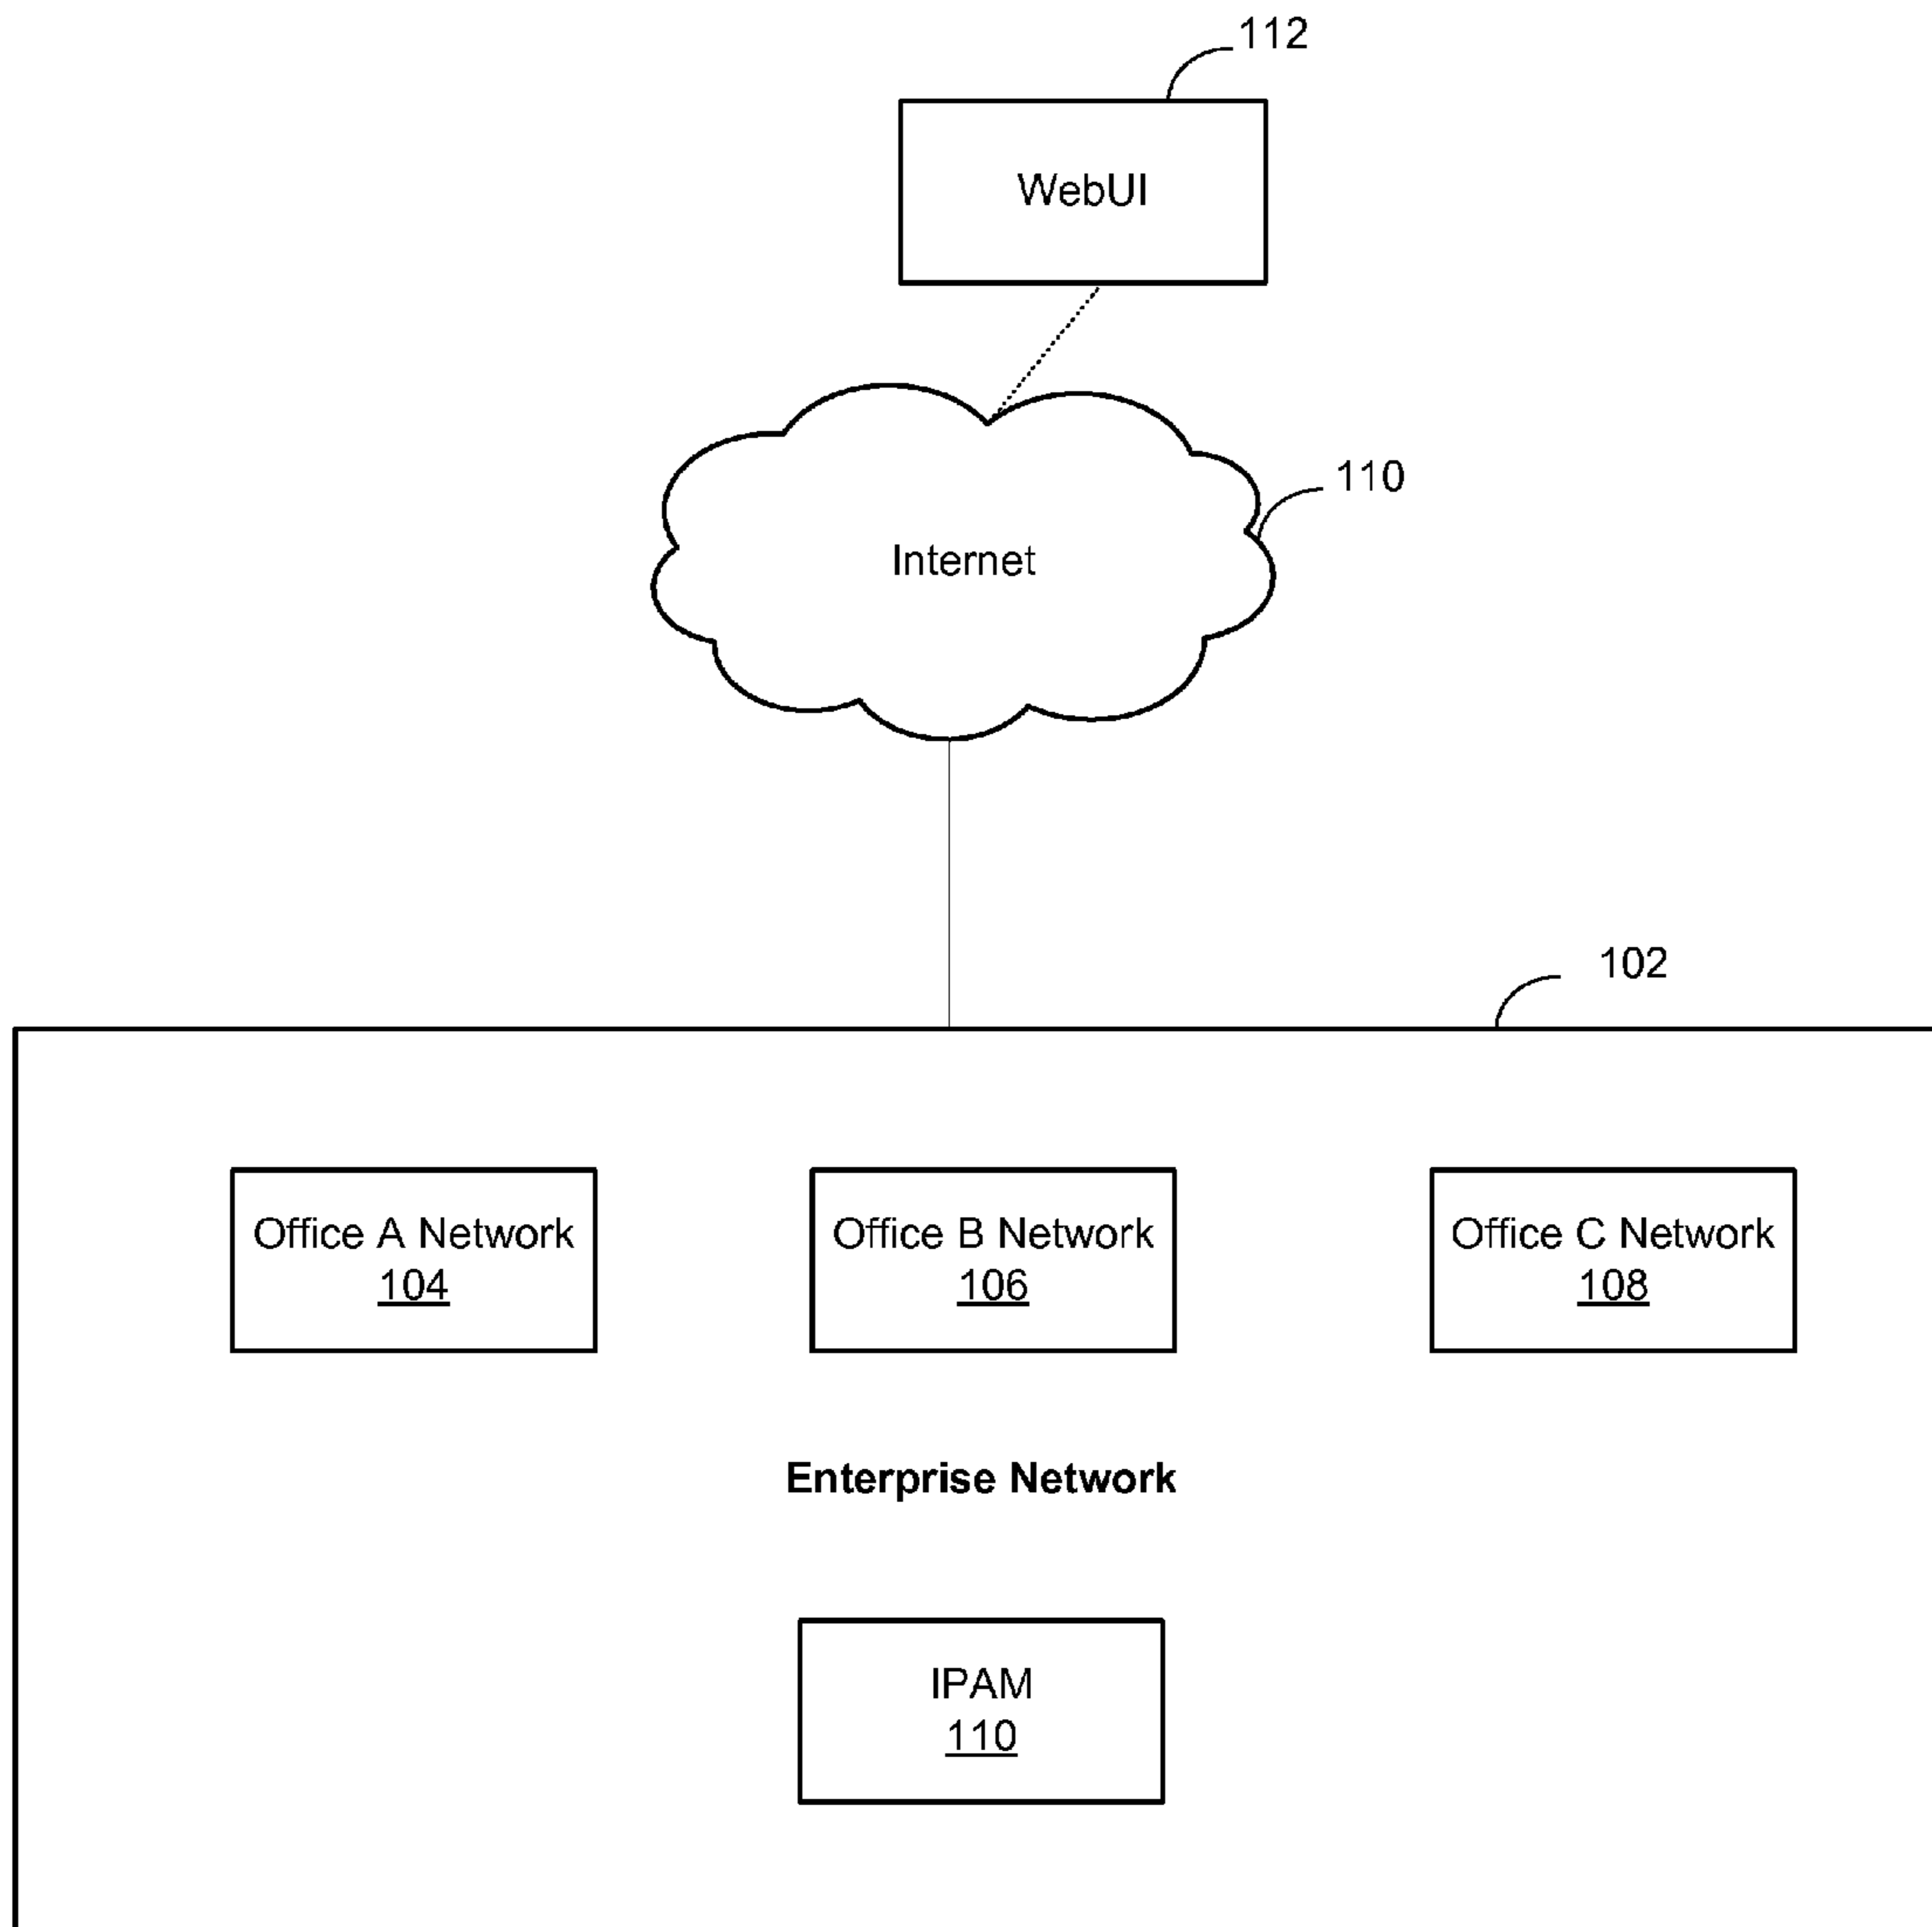 112
WebUI
110
Internet
102
Office A Network
104
Office B Network
106
Office C Network
108
Enterprise Network
IPAM
110